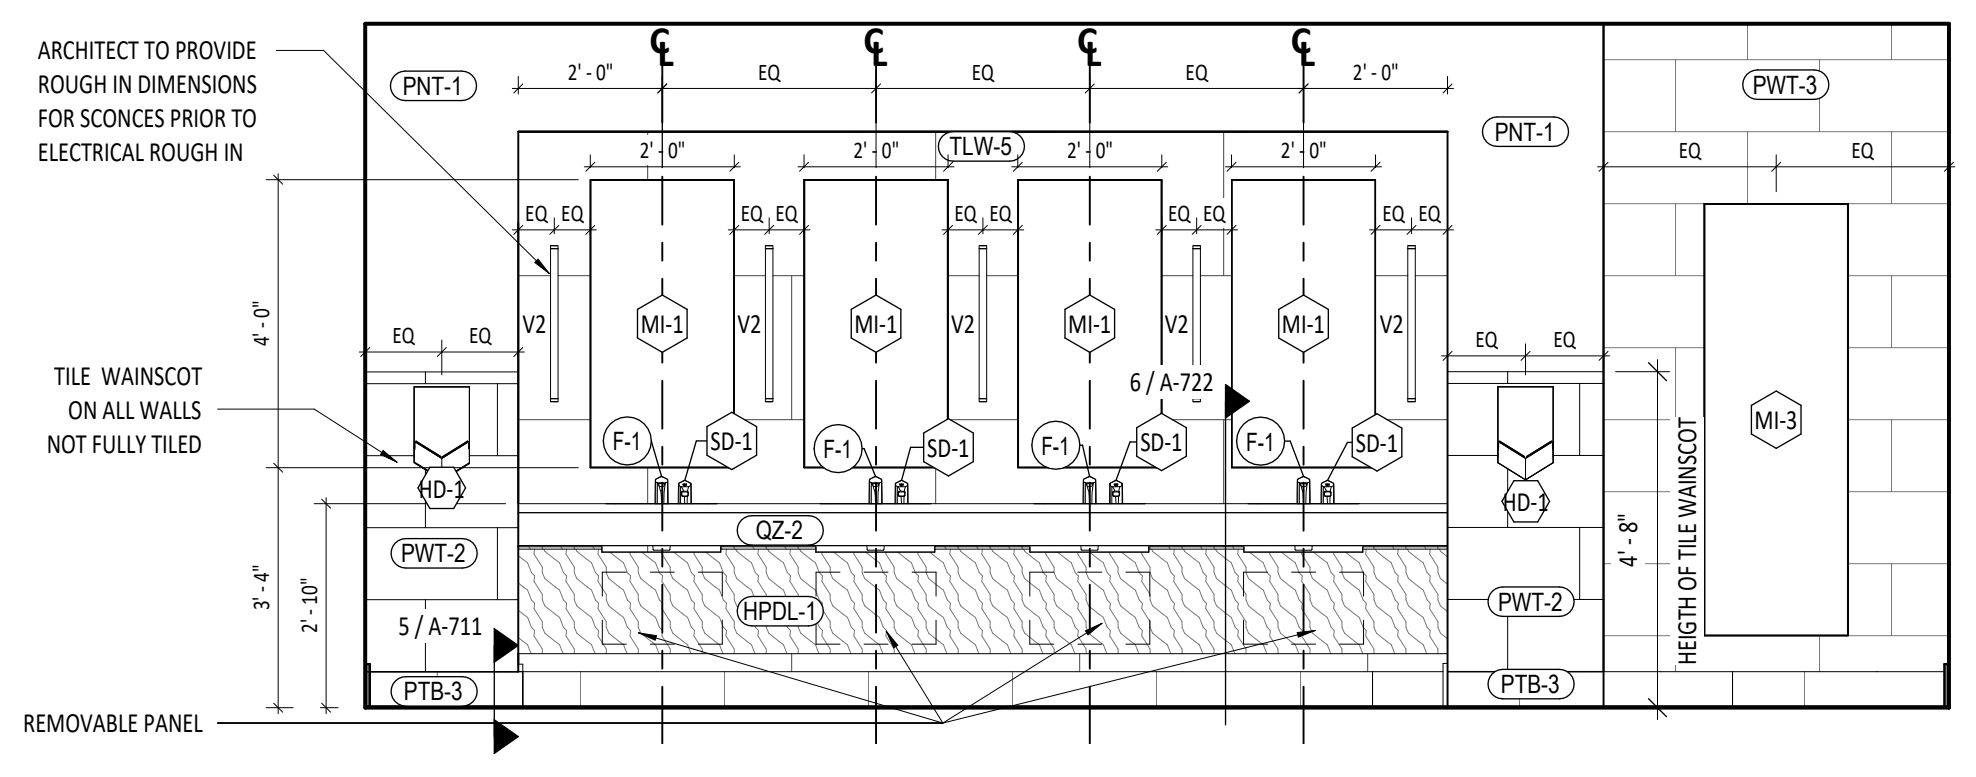 ARCHITECT TO PROVIDE
ROUGH IN DIMENSIONS
FOR SCONCES PRIOR TO
ELECTRICAL ROUGH IN
CL CL CL CL
2' - 0" EQ EQ EQ 2' - 0"
PNT-1
PWT-3
PNT-1
TLW-5
2' - 0" 2' - 0" 2' - 0" 2' - 0"
EQ EQ
EQ EQ EQ EQ EQ EQ EQ EQ EQ EQ
4' - 0"
V2 MI-1 V2 MI-1 V2 MI-1 MI-1 V2
EQ EQ
EQ EQ
6 / A-722
TILE WAINSCOT
ON ALL WALLS
NOT FULLY TILED
F-1 SD-1 F-1 SD-1 F-1 SD-1 F-1 SD-1
MI-3
HD-1
HD-1
QZ-2
PWT-2
4' - 8"
HEIGTH OF TILE WAINSCOT
3' - 4"
2' - 10"
HPDL-1
PWT-2
5 / A-711
PTB-3
PTB-3
REMOVABLE PANEL